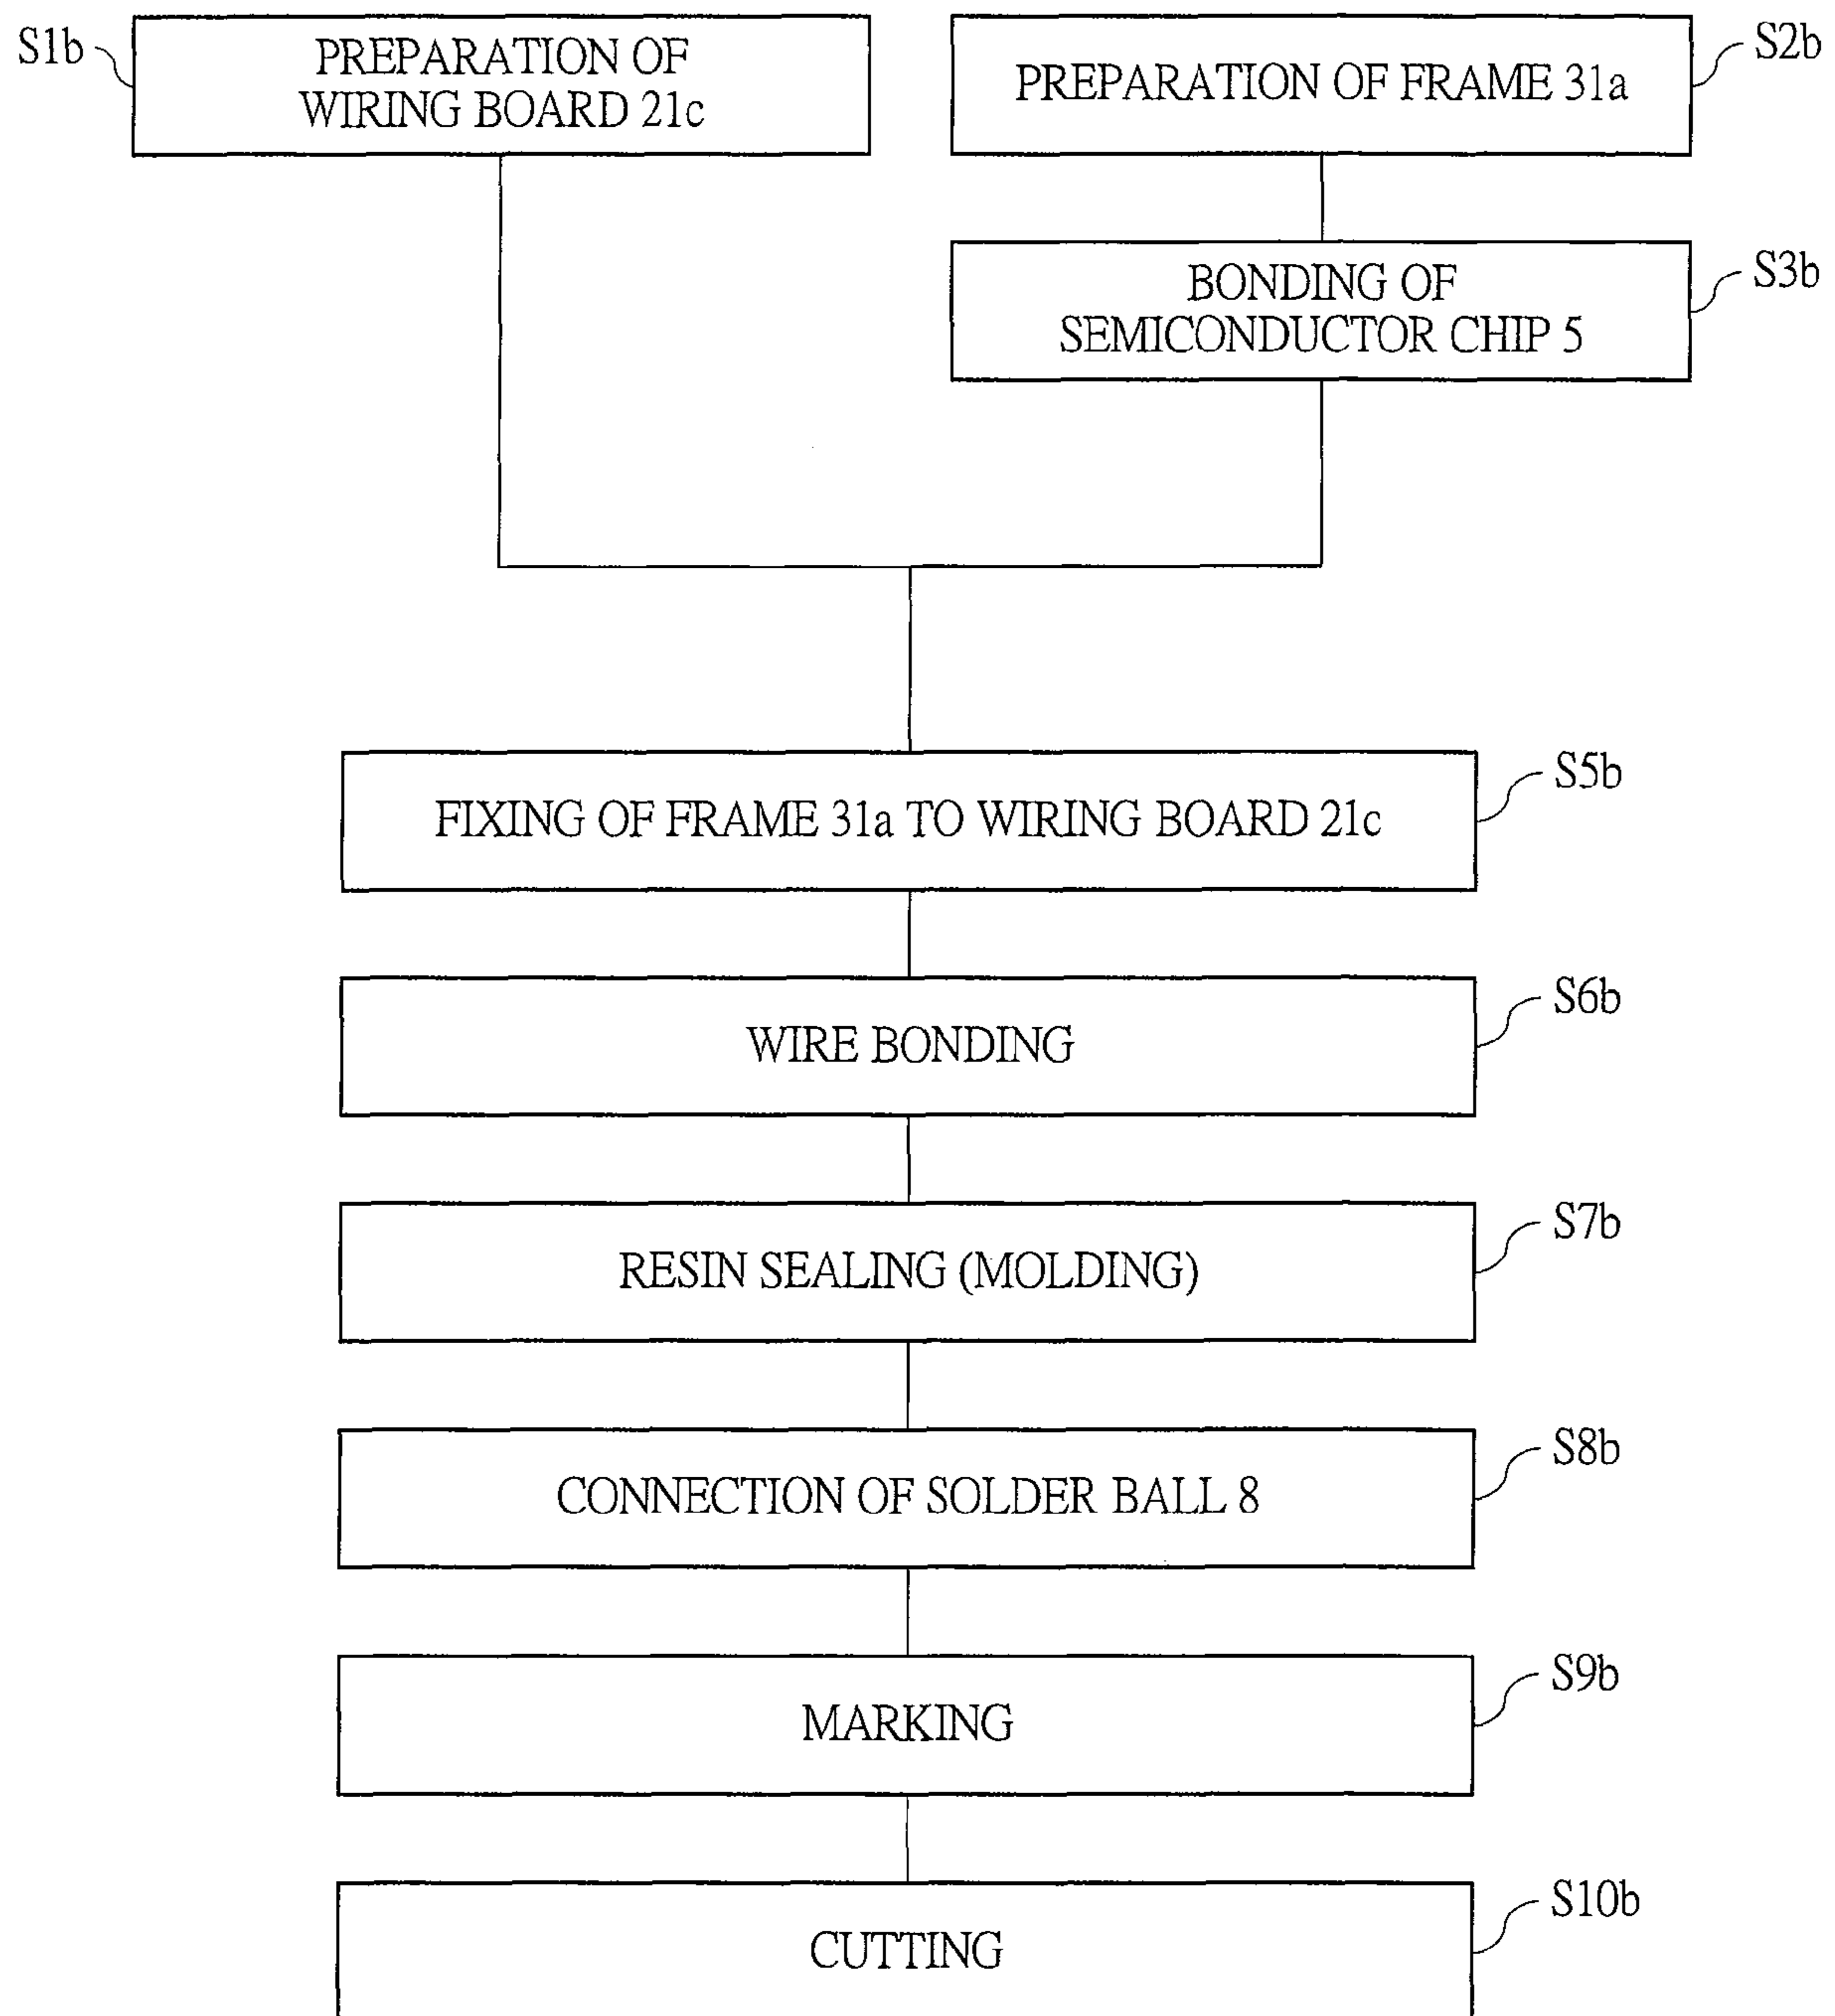 S1b
PREPARATION OF
WIRING BOARD 21c
PREPARATION OF FRAME 31a
S2b
BONDING OF
SEMICONDUCTOR CHIP 5
S3b
FIXING OF FRAME 31a TO WIRING BOARD 21c
S5b
WIRE BONDING
S6b
RESIN SEALING (MOLDING)
S7b
CONNECTION OF SOLDER BALL 8
S8b
MARKING
S9b
CUTTING
S10b